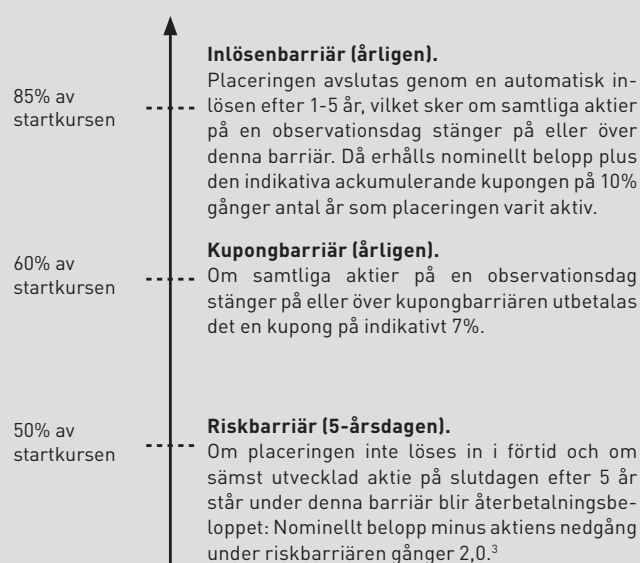 85% av
startkursen
Inlösenbarriär (årligen).
Placeringen avslutas genom en automatisk in-
lösen efter 1-5 år, vilket sker om samtliga aktier
på en observationsdag stänger på eller över
denna barriär. Då erhålls nominellt belopp plus
den indikativa ackumulerande kupongen på 10%
gånger antal år som placeringen varit aktiv.
60% av
startkursen
Kupongbarriär (årligen).
Om samtliga aktier på en observationsdag
stänger på eller över kupongbarriären utbetalas
det en kupong på indikativt 7%.
50% av
startkursen
Riskbarriär (5-årsdagen).
Om placeringen inte löses in i förtid och om
sämst utvecklad aktie på slutdagen efter 5 år
står under denna barriär blir återbetalningsbe-
loppet: Nominellt belopp minus aktiens nedgång
under riskbarriären gånger 2,0.³